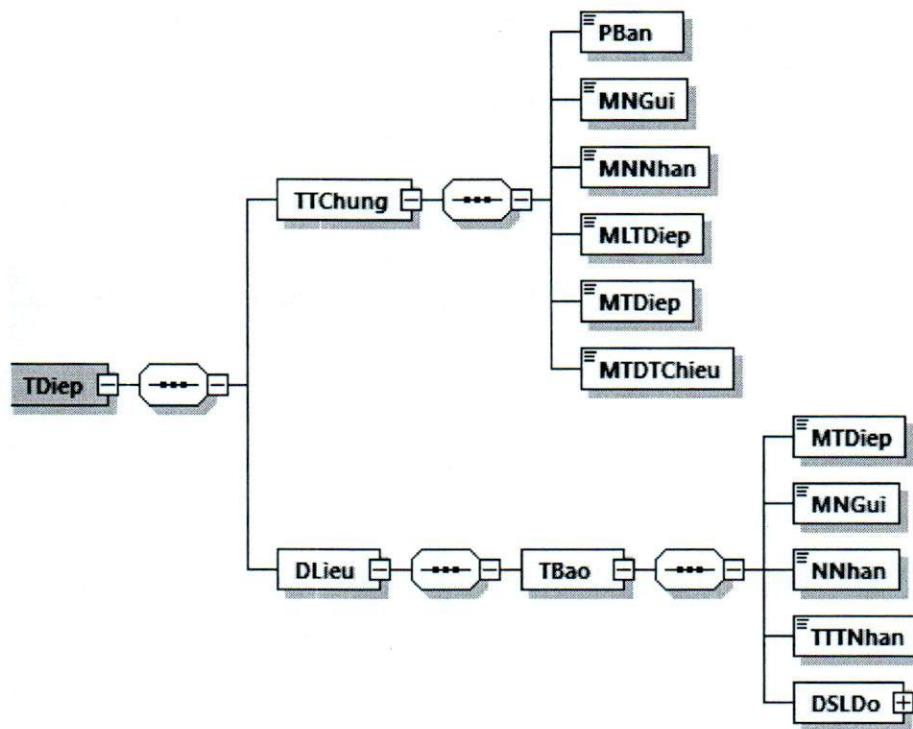 PBan
MNGui
MNNhan
TTChung
MLTDiep
MTDiep
MTDTChieu
TDiep
MTDiep
MNGui
DLieu
TBao
NNhan
TTTNhan
DSLDo